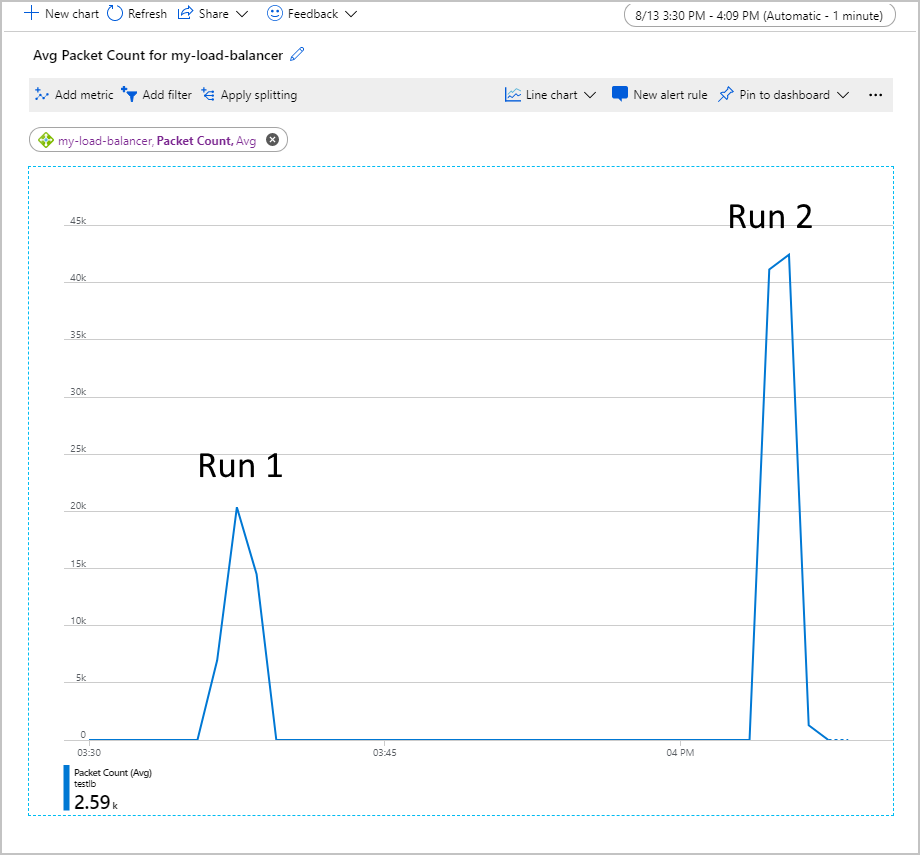 New chart Refresh Share Feedback 8/13 3:30 PM - 4:09 PM (Automatic - 1 minute)
Avg Packet Count for my-load-balancer
Add metric Add filter Apply splitting Line chart New alert rule Pin to dashboard
my-load-balancer, Packet Count, Avg
Run 2
45k
40k
35k
30k
Run 1
25k
20k
15k
10k
5k
0
03:30 03:45 04 PM
Packet Count (Avg)
testlb
2.59 k